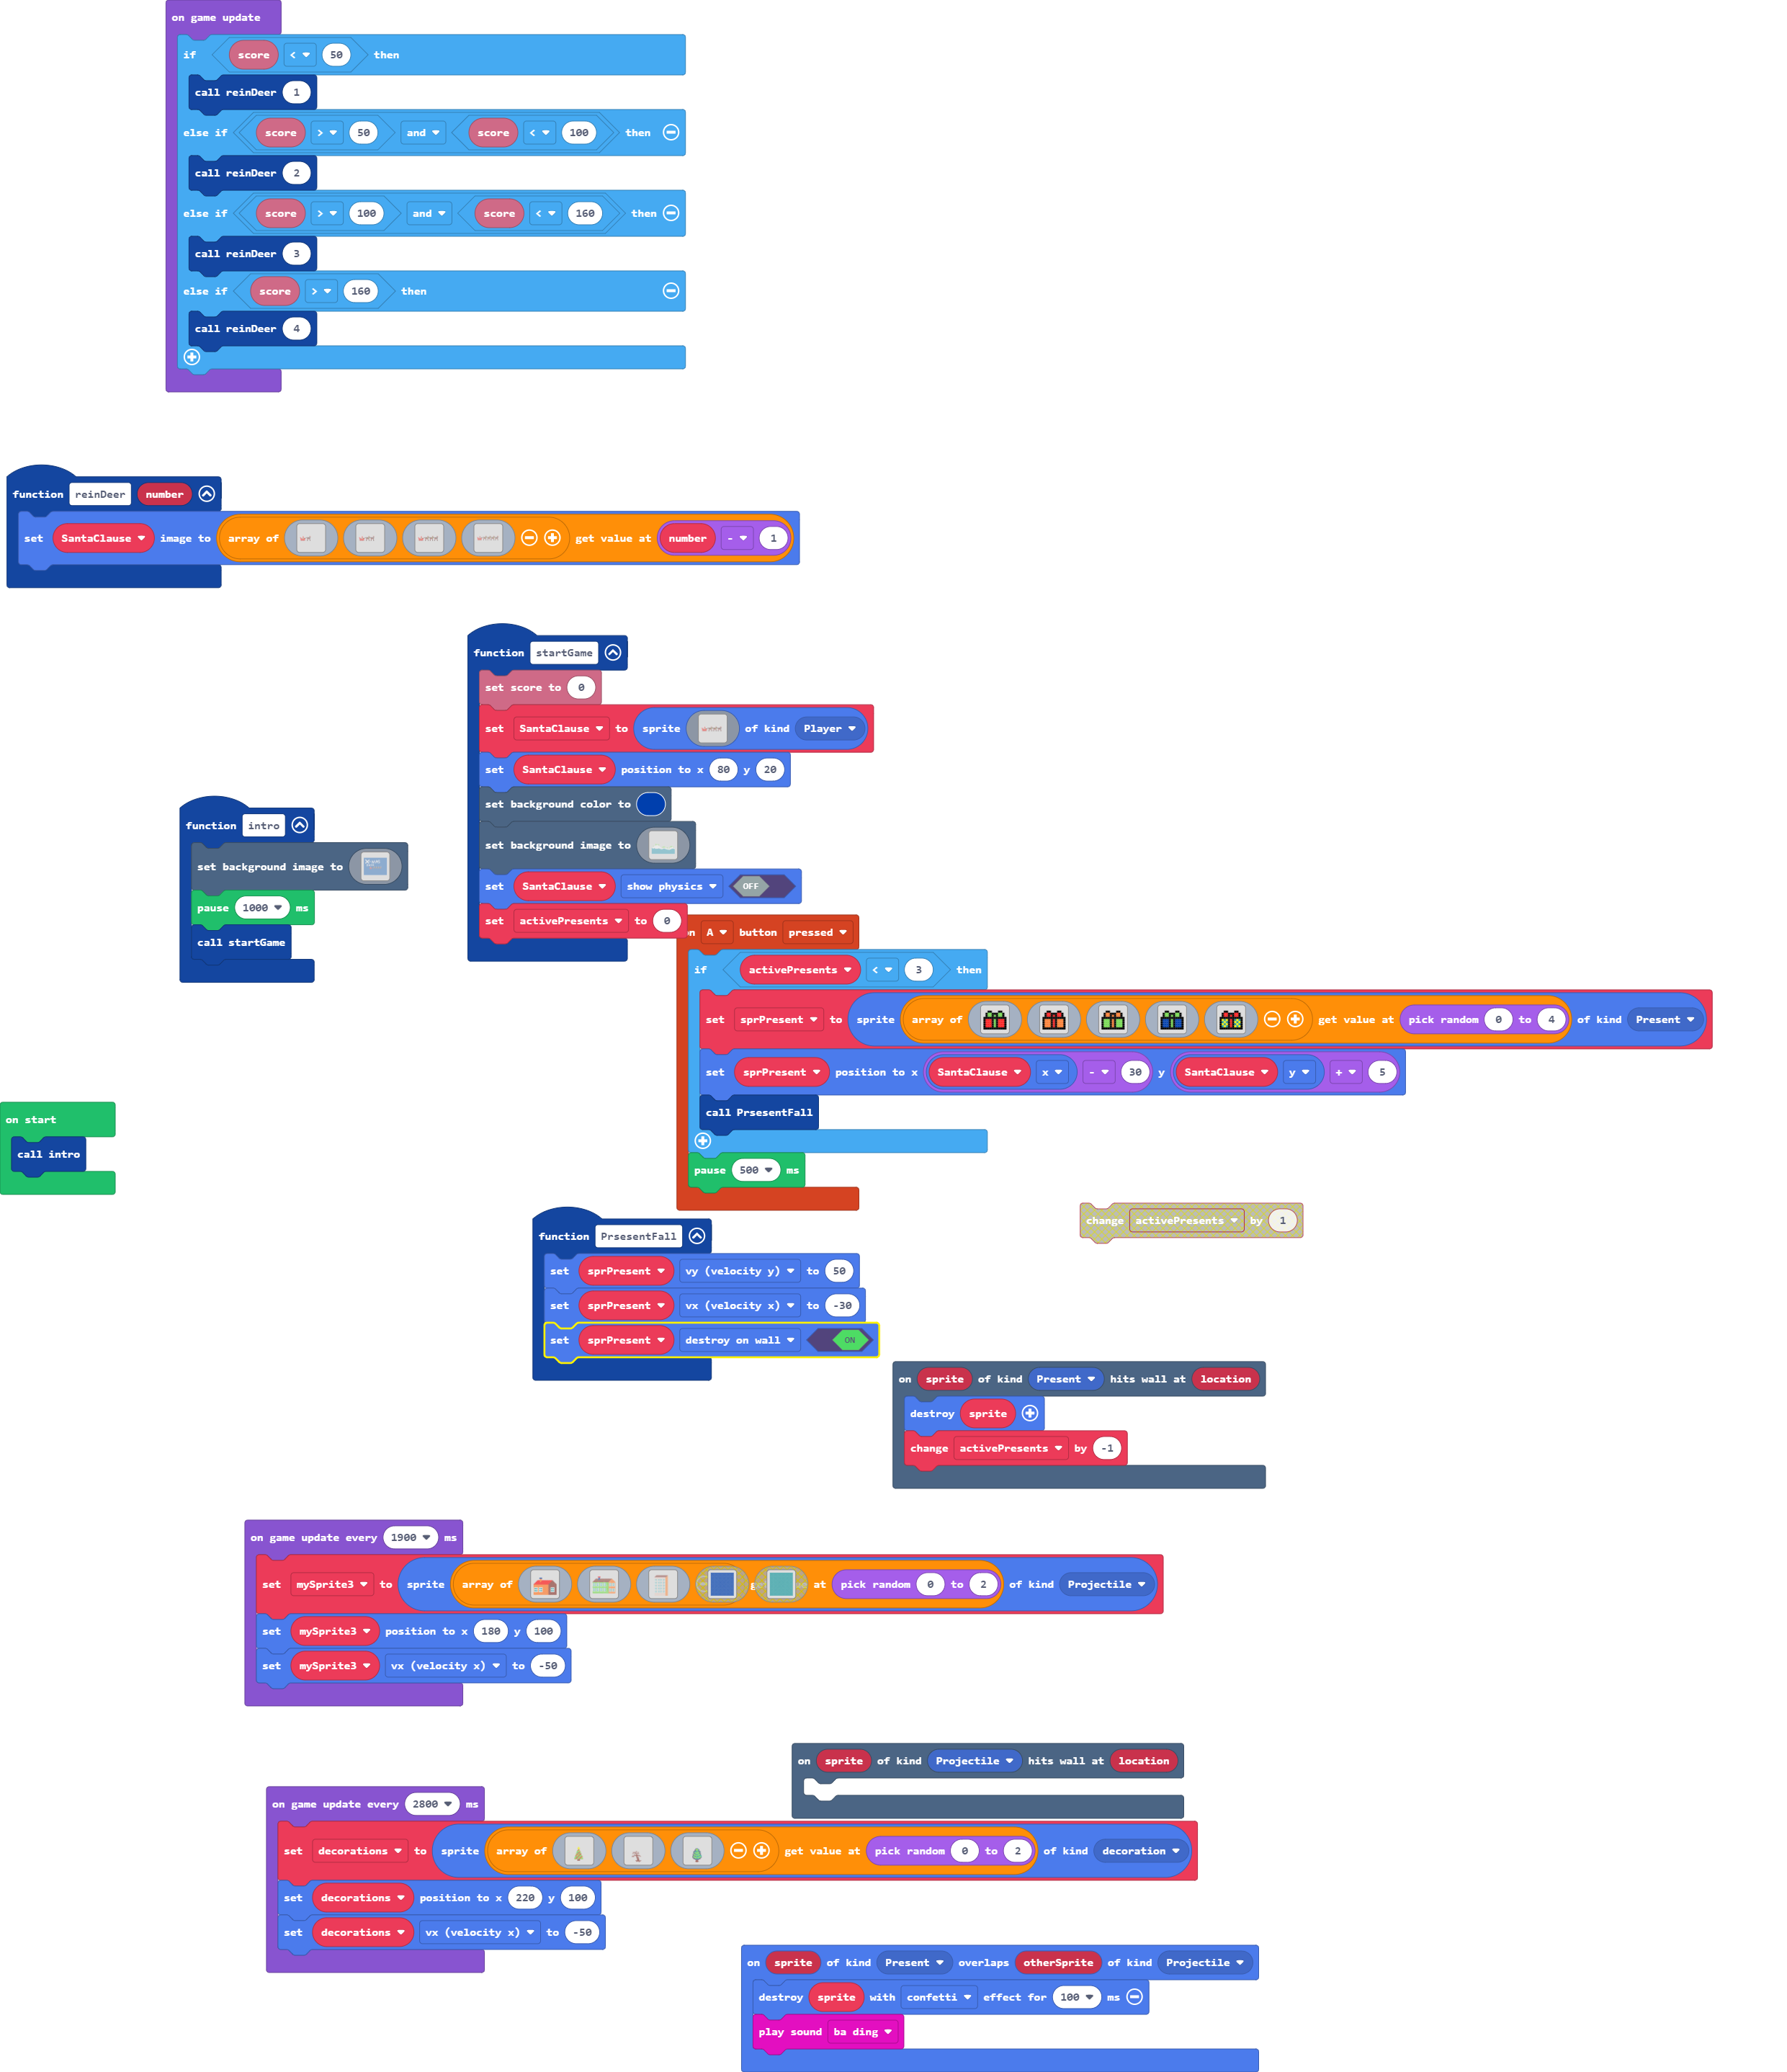 on game update
if score < 50 then
call reinDeer 1
else if score > 50 and score < 100 then
call reinDeer 2
else if score > 100 and score < 160 then
call reinDeer 3
else if score > 160 then
call reinDeer 4
function reinDeer number
set SantaClause image to array of get value at number - 1
function startGame
set score to 0
set SantaClause to sprite of kind Player
set SantaClause position to x 80 y 20
set background color to
set background image to
set SantaClause show physics OFF
set activePresents to 0
function intro
set background image to
pause 1000 ms
call startGame
on start
call intro
A button pressed
if activePresents < 3 then
set sprPresent to sprite array of get value at pick random 0 to 4 of kind Present
set sprPresent position to x SantaClause x - 30 y SantaClause y + 5
call PrsesentFall
pause 500 ms
change activePresents by 1
function PrsesentFall
set sprPresent vy (velocity y) to 50
set sprPresent vx (velocity x) to -30
set sprPresent destroy on wall ON
on sprite of kind Present hits wall at location
destroy sprite
change activePresents by -1
on game update every 1900 ms
set mySprite3 to sprite array of at pick random 0 to 2 of kind Projectile
set mySprite3 position to x 180 y 100
set mySprite3 vx (velocity x) to -50
on sprite of kind Projectile hits wall at location
on game update every 2800 ms
set decorations to sprite array of get value at pick random 0 to 2 of kind decoration
set decorations position to x 220 y 100
set decorations vx (velocity x) to -50
on sprite of kind Present overlaps otherSprite of kind Projectile
destroy sprite with confetti effect for 100 ms
play sound ba ding